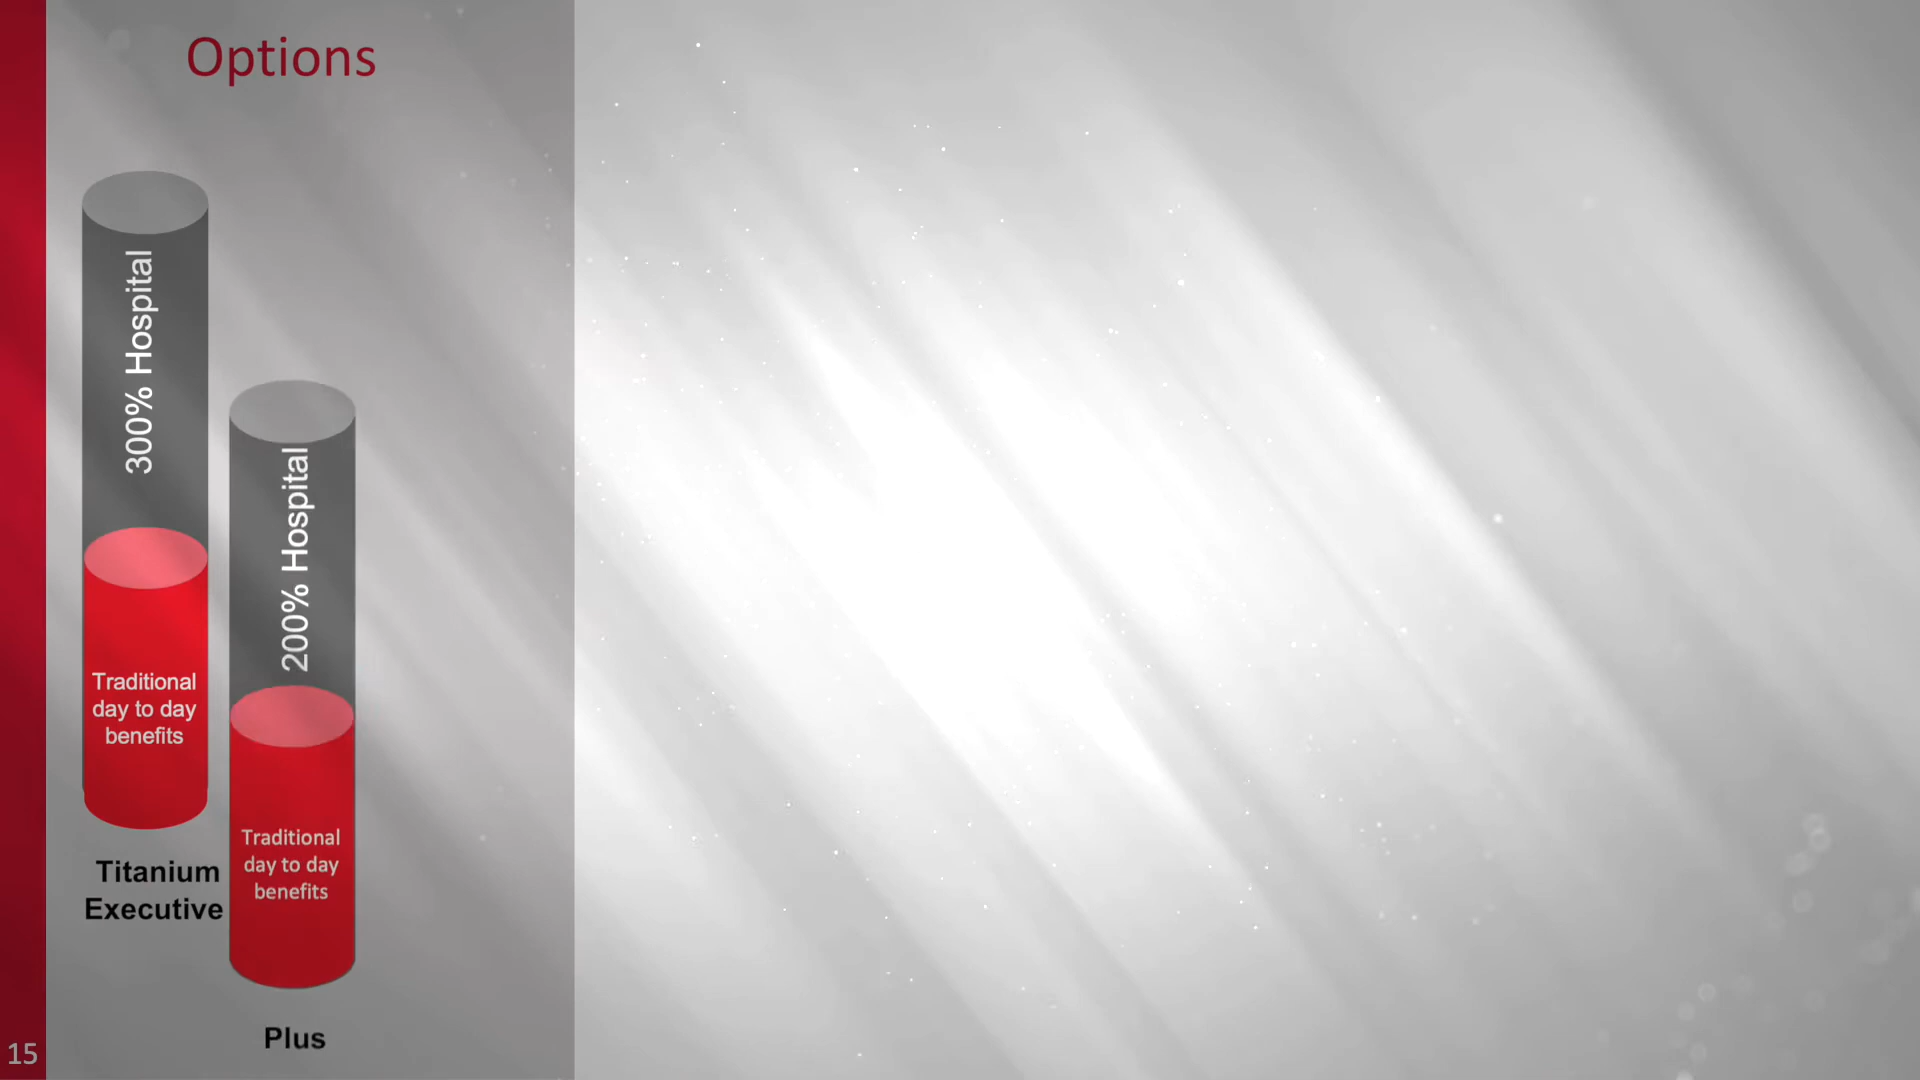 Options
300% Hospital
Traditional
day to day
benefits
Titanium
Executive
200% Hospital
Traditional
day to day
benefits
Plus
15